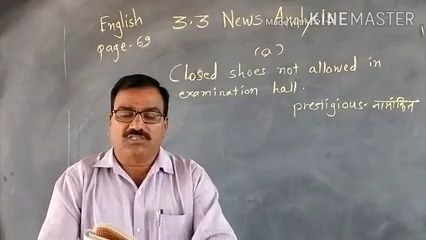 English 3.3 News Analysis
page-69
(a)
Closed shoes not allowed in
examination hall.
prestigious - नामांकित
Made with KINEMASTER